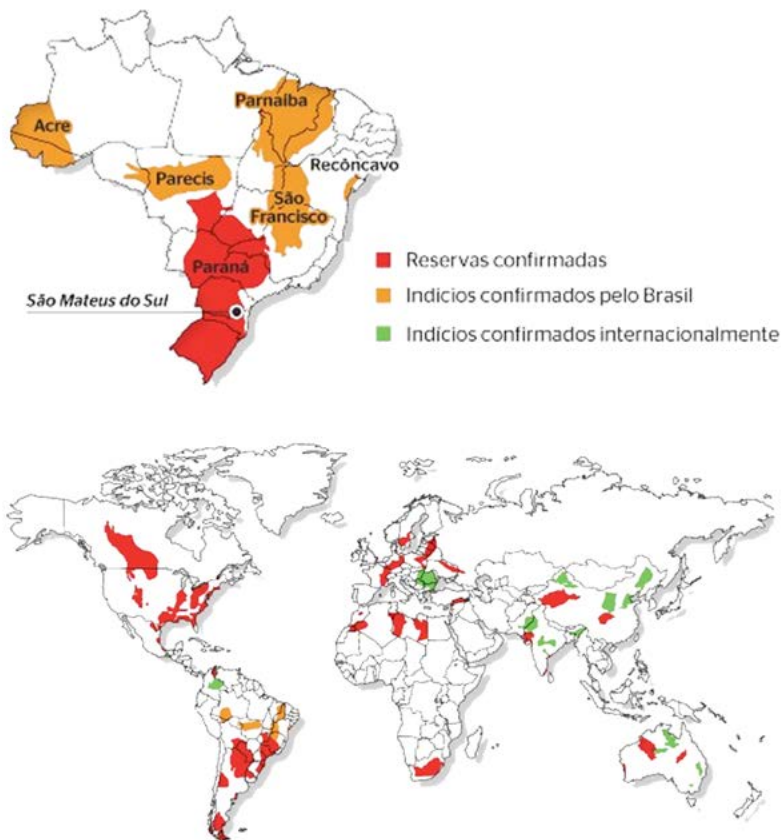 Parnaíba
Acre
Recôncavo
Parecis
São
Francisco
Paraná
São Mateus do Sul
Reservas confirmadas
Indícios confirmados pelo Brasil
Indícios confirmados internacionalmente